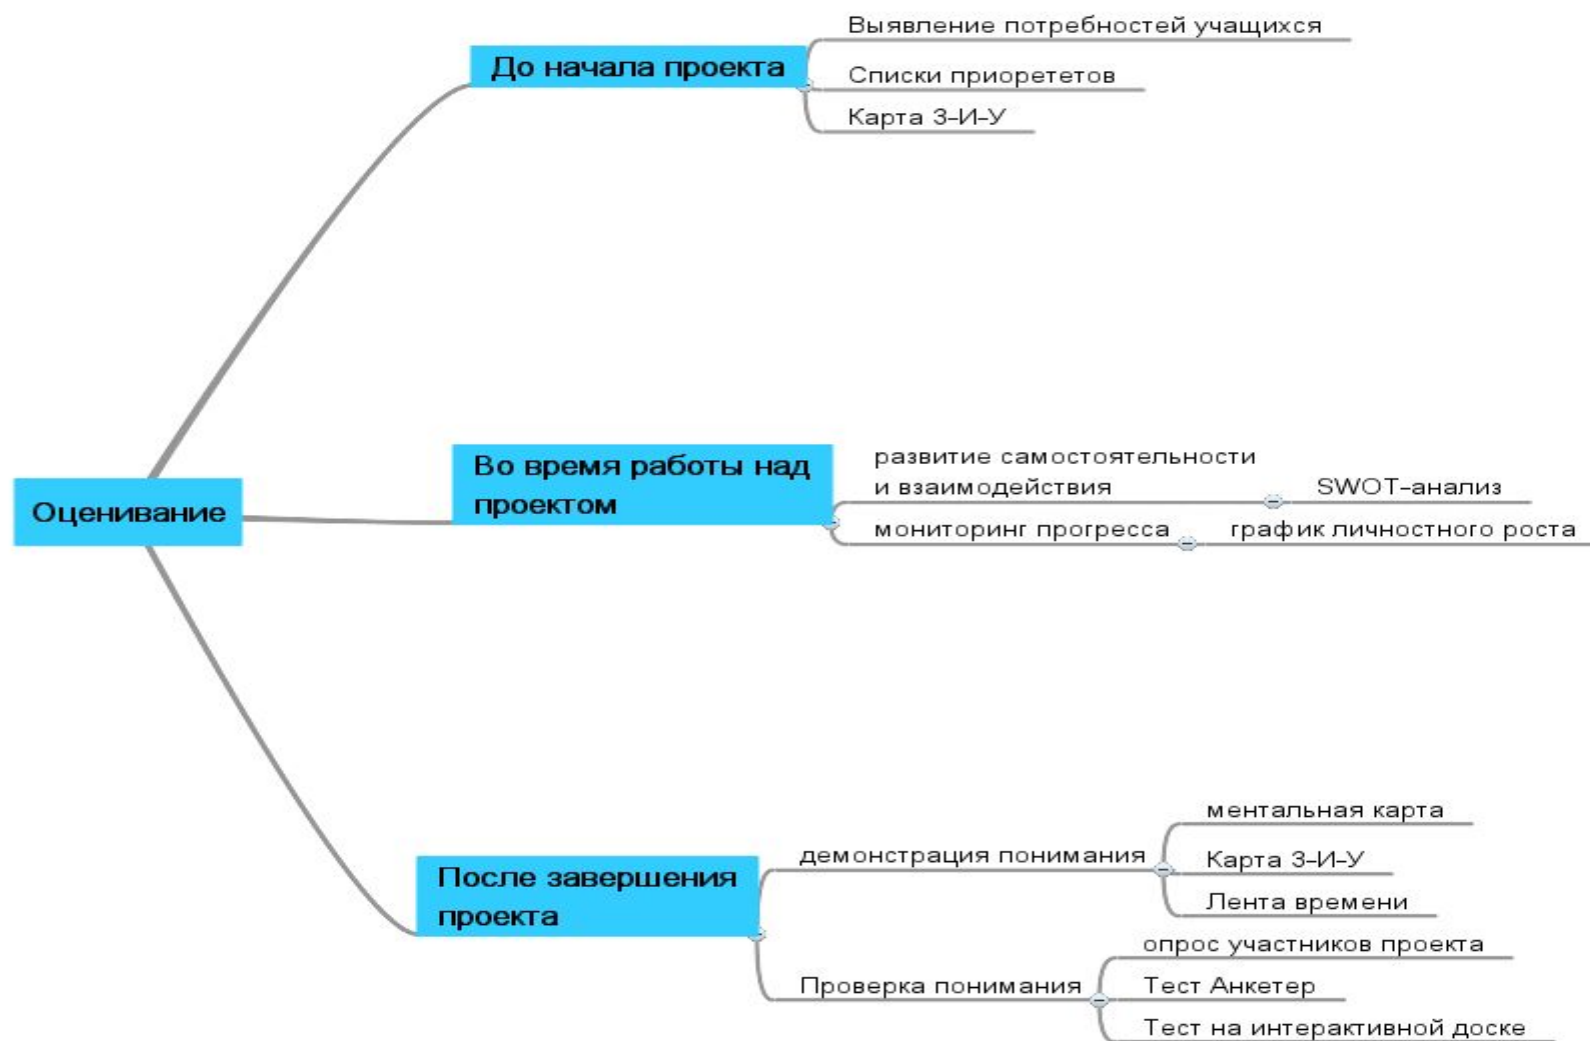 Оценивание
До начала проекта
Выявление потребностей учащихся
Списки приорететов
Карта З-И-У
Во время работы над
проектом
развитие самостоятельности
и взаимодействия
SWOT-анализ
мониторинг прогресса
график личностного роста
После завершения
проекта
демонстрация понимания
ментальная карта
Карта З-И-У
Лента времени
Проверка понимания
опрос участников проекта
Тест Анкетер
Тест на интерактивной доске